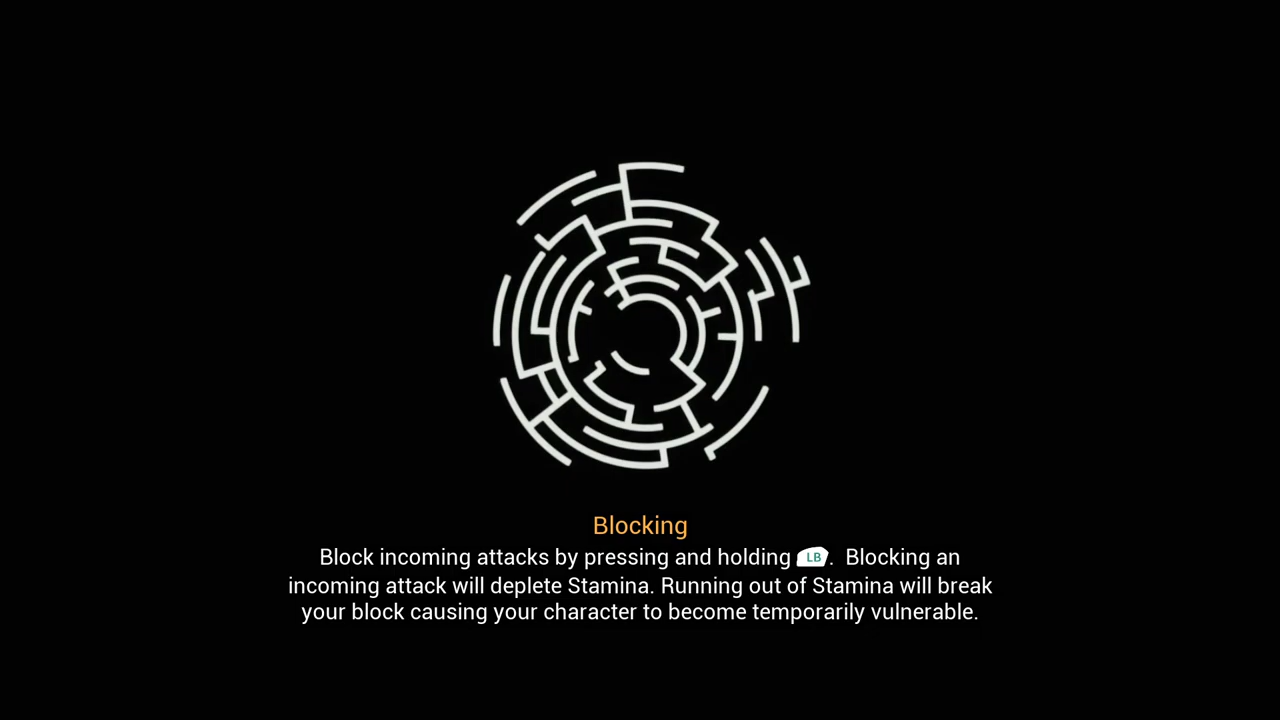 Blocking
Block incoming attacks by pressing and holding LB.  Blocking an
incoming attack will deplete Stamina. Running out of Stamina will break
your block causing your character to become temporarily vulnerable.